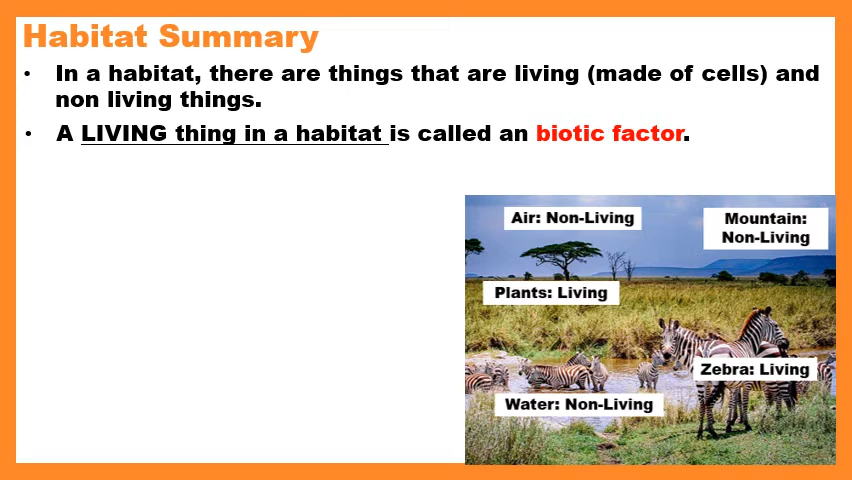 Habitat Summary
• In a habitat, there are things that are living (made of cells) and
non living things.
• A LIVING thing in a habitat is called an biotic factor.
Air: Non-Living
Mountain:
Non-Living
Plants: Living
Zebra: Living
Water: Non-Living